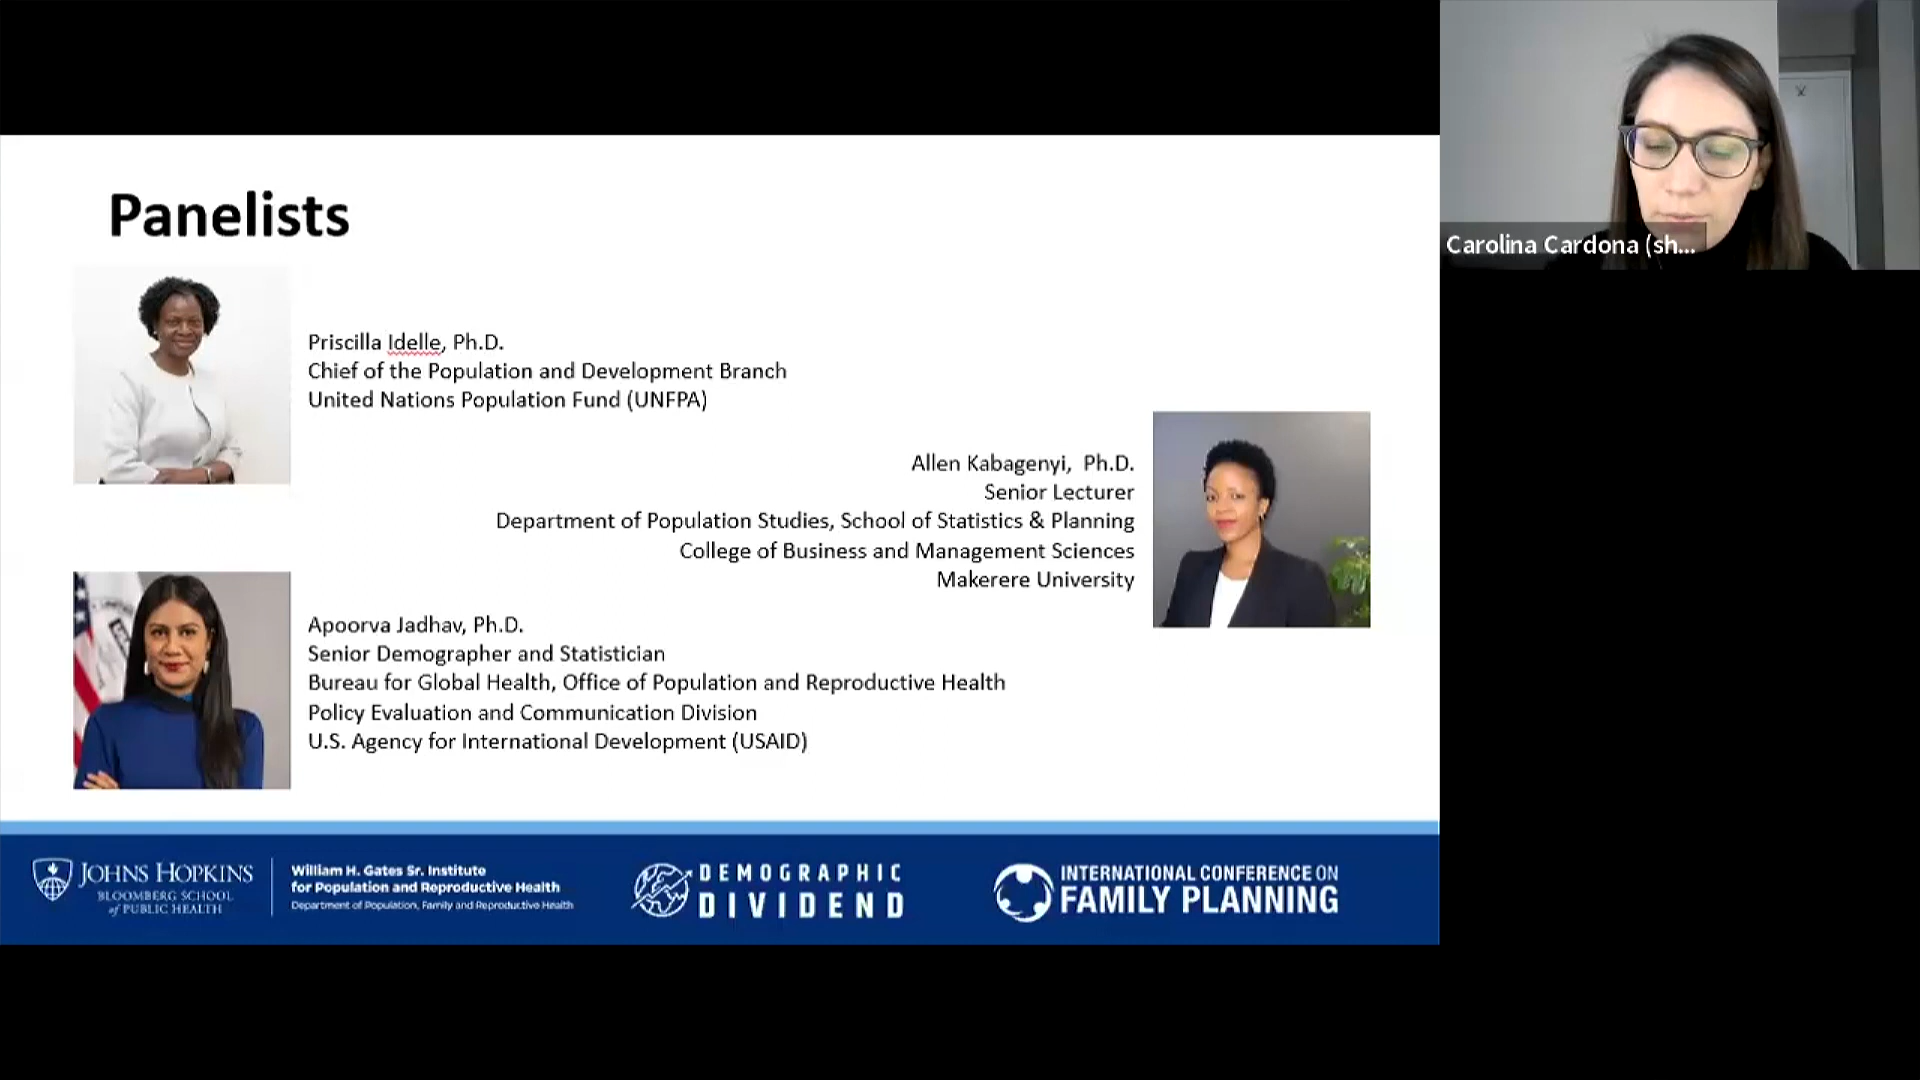 Panelists
Priscilla Idelle, Ph.D.
Chief of the Population and Development Branch
United Nations Population Fund (UNFPA)
Allen Kabagenyi, Ph.D.
Senior Lecturer
Department of Population Studies, School of Statistics & Planning
College of Business and Management Sciences
Makerere University
Apoorva Jadhav, Ph.D.
Senior Demographer and Statistician
Bureau for Global Health, Office of Population and Reproductive Health
Policy Evaluation and Communication Division
U.S. Agency for International Development (USAID)
Carolina Cardona (sh...
JOHNS HOPKINS
BLOOMBERG SCHOOL
of PUBLIC HEALTH
William H. Gates Sr. Institute
for Population and Reproductive Health
Department of Population, Family and Reproductive Health
DEMOGRAPHIC
DIVIDEND
INTERNATIONAL CONFERENCE ON
FAMILY PLANNING